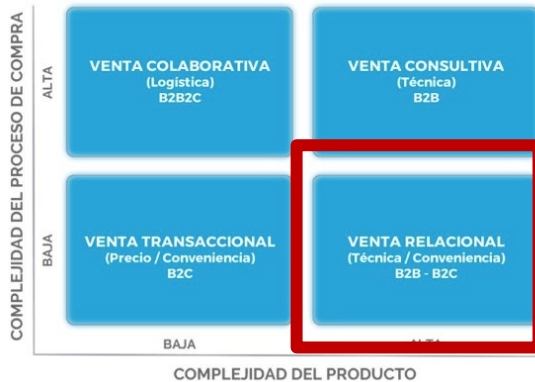 COMPLEJIDAD DEL PROCESO DE COMPRA
ALTA
VENTA COLABORATIVA
(Logística)
B2B2C
VENTA CONSULTIVA
(Técnica)
B2B
BAJA
VENTA TRANSACCIONAL
(Precio / Conveniencia)
B2C
VENTA RELACIONAL
(Técnica / Conveniencia)
B2B - B2C
BAJA
ALTA
COMPLEJIDAD DEL PRODUCTO